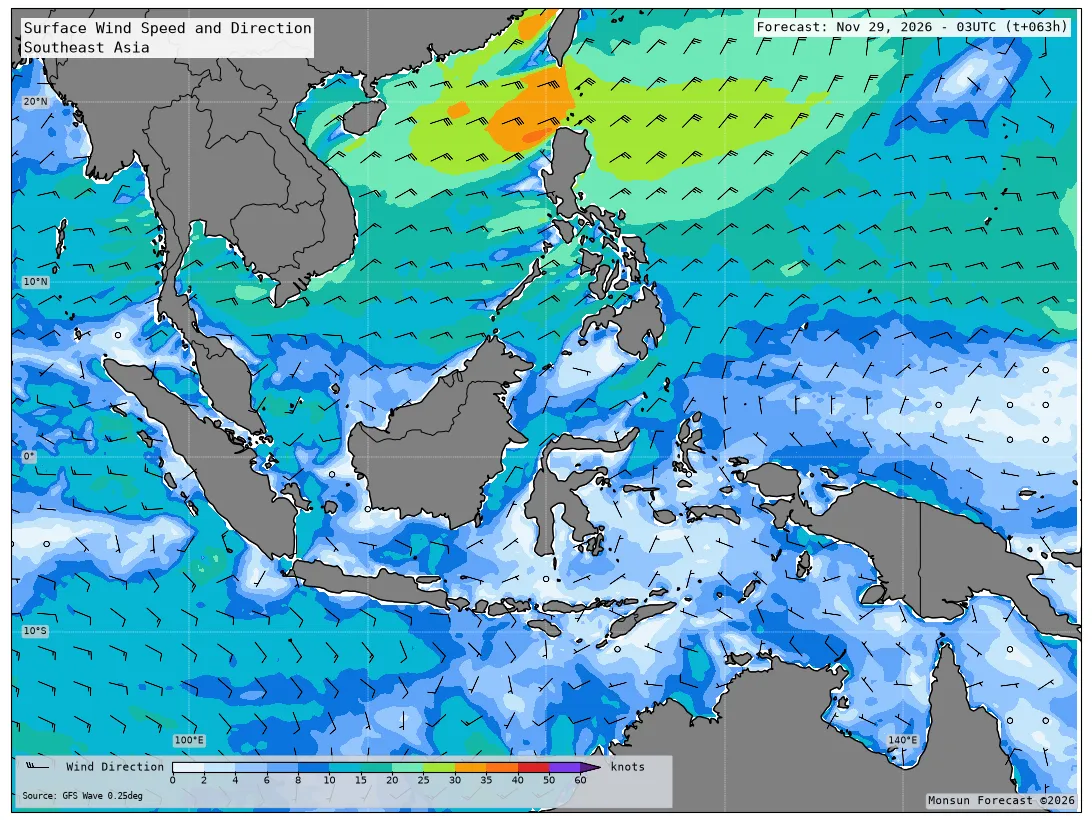 Surface Wind Speed and Direction
Southeast Asia
Forecast: Nov 29, 2026 - 03UTC (t+063h)
20°N
10°N
0°
10°S
100°E
140°E
Wind Direction
0 2 4 6 8 10 15 20 25 30 35 40 50 60
knots
Source: GFS Wave 0.25deg
Monsun Forecast ©2026